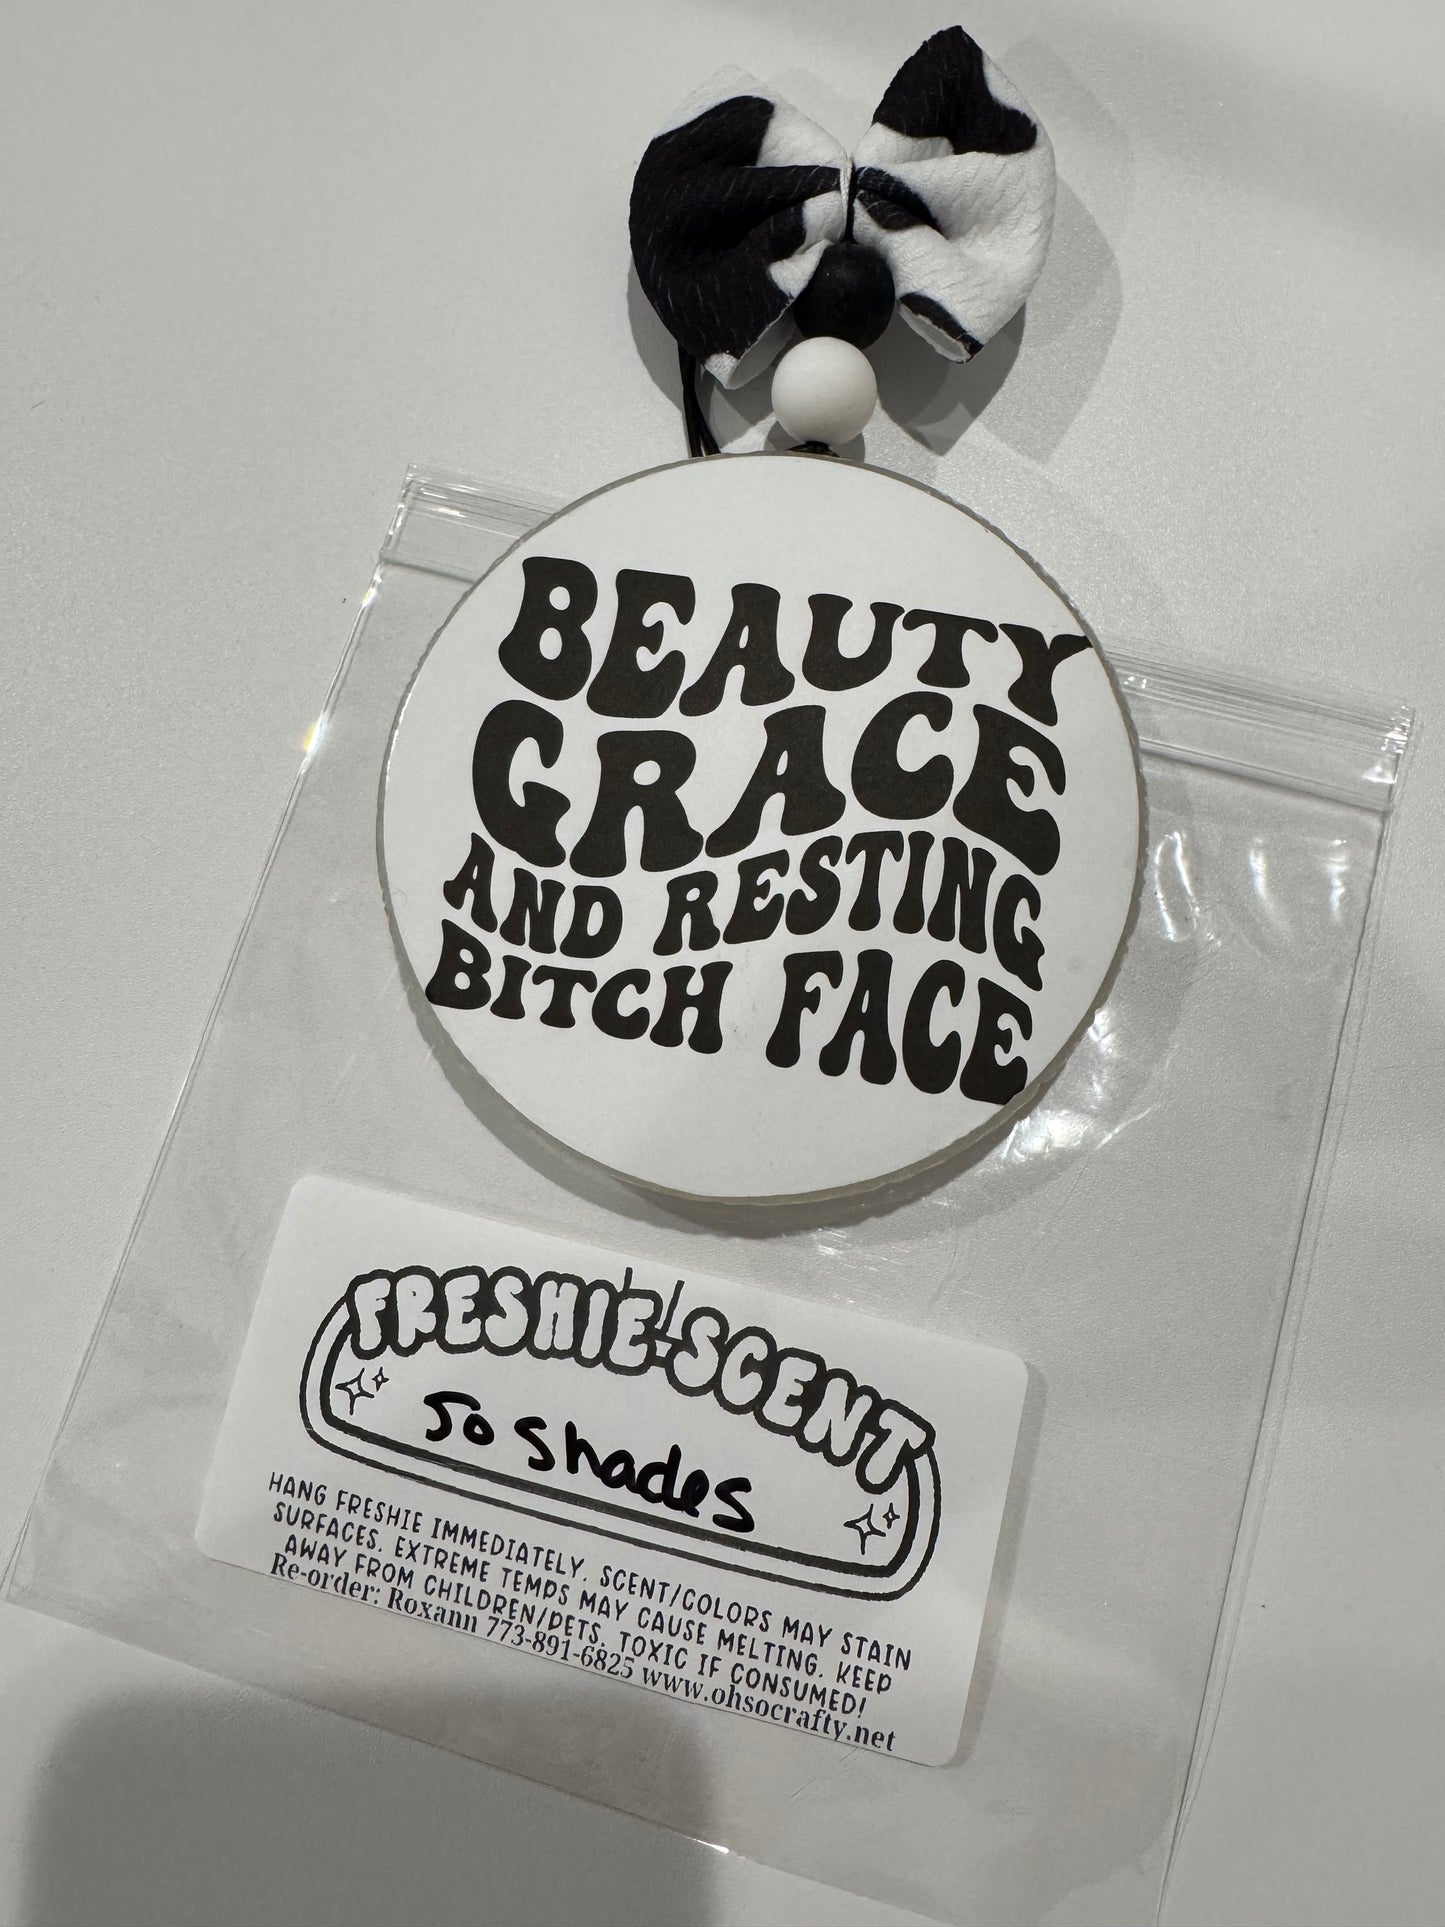 BEAUTY
GRACE
AND RESTING
BITCH FACE
FRESHIE SCENT
50 Shades
HANG FRESHIE IMMEDIATELY. SCENT/COLORS MAY STAIN
SURFACES. EXTREME TEMPS MAY CAUSE MELTING. KEEP
AWAY FROM CHILDREN/PETS. TOXIC IF CONSUMED!
Re-order: Roxann 773-891-6825 www.ohsocrafty.net